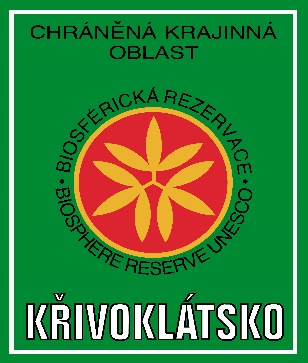 CHRÁNĚNÁ KRAJINNÁ
OBLAST
• BIOSFÉRICKÁ REZERVACE •
BIOSPHERE RESERVE UNESCO
KŘIVOKLÁTSKO